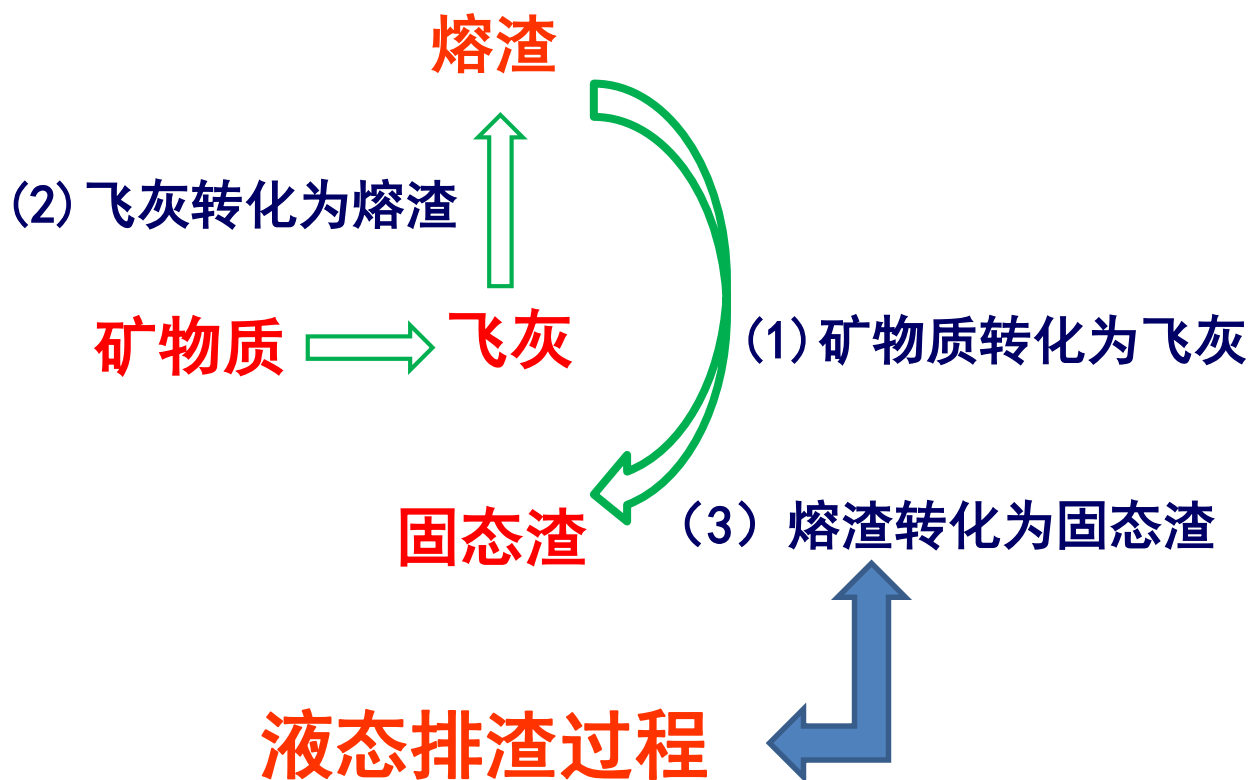 熔渣
(2)飞灰转化为熔渣
矿物质
飞灰
(1)矿物质转化为飞灰
固态渣
（3）熔渣转化为固态渣
液态排渣过程